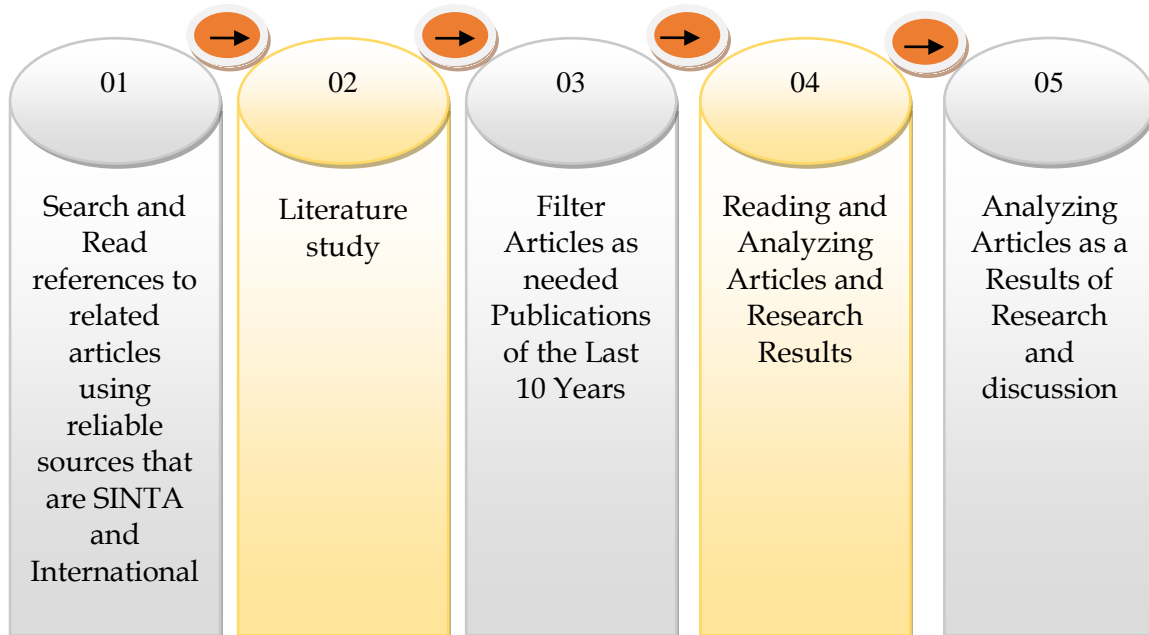 01
Search and
Read
references to
related
articles
using
reliable
sources that
are SINTA
and
International
02
Literature
study
03
Filter
Articles as
needed
Publications
of the Last
10 Years
04
Reading and
Analyzing
Articles and
Research
Results
05
Analyzing
Articles as a
Results of
Research
and
discussion